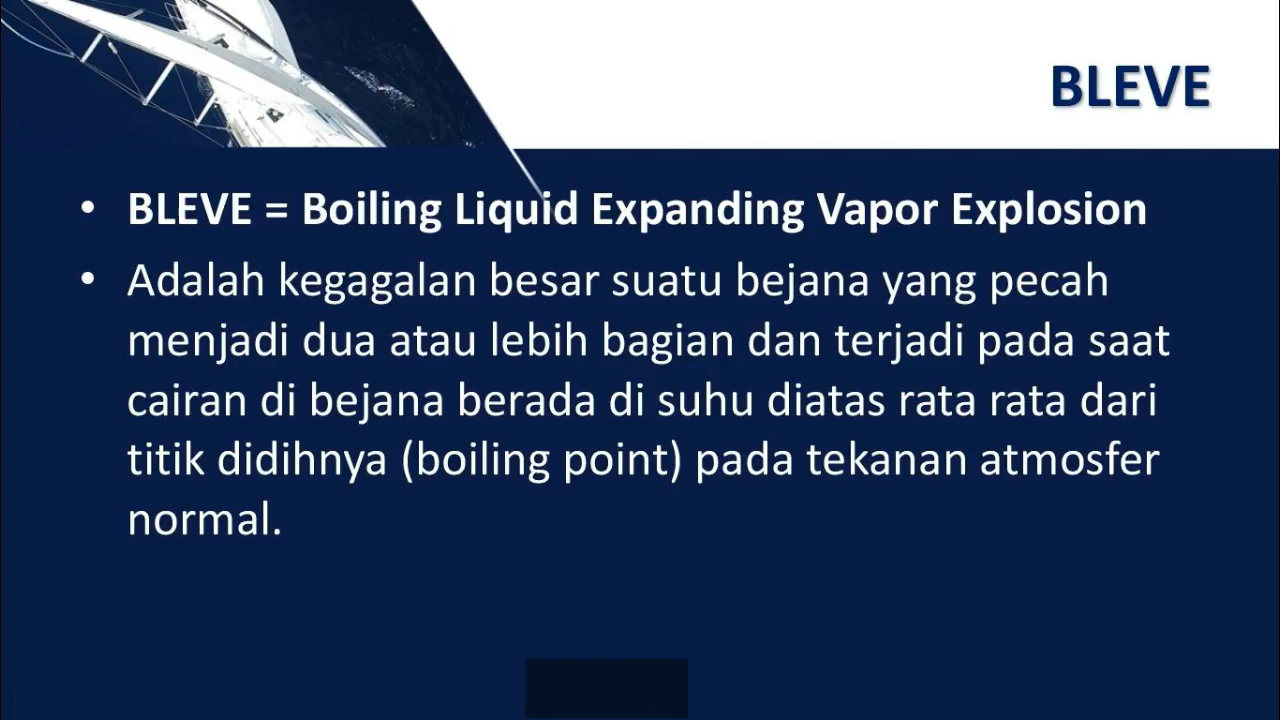 BLEVE
• BLEVE = Boiling Liquid Expanding Vapor Explosion
• Adalah kegagalan besar suatu bejana yang pecah
menjadi dua atau lebih bagian dan terjadi pada saat
cairan di bejana berada di suhu diatas rata rata dari
titik didihnya (boiling point) pada tekanan atmosfer
normal.